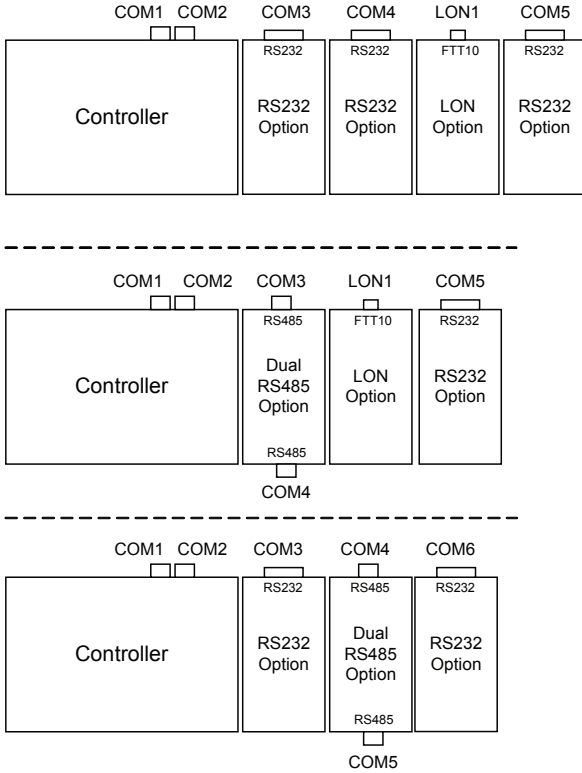 COM1 COM2 COM3 COM4 LON1 COM5
RS232 RS232 FTT10 RS232
Controller
RS232
Option
RS232
Option
LON
Option
RS232
Option
COM1 COM2 COM3 LON1 COM5
RS485 FTT10 RS232
Controller
Dual
RS485
Option
LON
Option
RS232
Option
RS485
COM4
COM1 COM2 COM3 COM4 COM6
RS232 RS485 RS232
Controller
RS232
Option
Dual
RS485
Option
RS232
Option
RS485
COM5